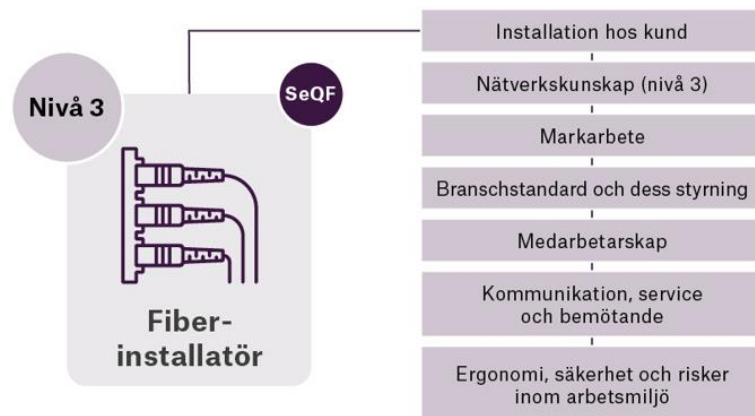 Nivå 3
SeQF
Fiber-
installatör
Installation hos kund
Nätverkskunskap (nivå 3)
Markarbete
Branschstandard och dess styrning
Medarbetarskap
Kommunikation, service
och bemötande
Ergonomi, säkerhet och risker
inom arbetsmiljö